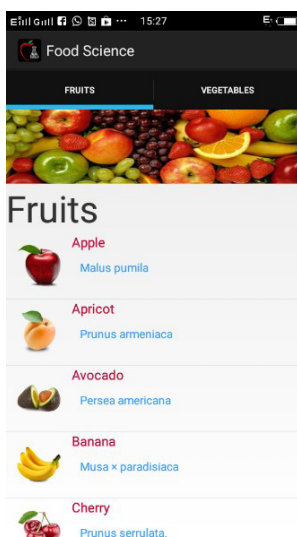 15:27
Food Science
FRUITS
VEGETABLES
Fruits
Apple
Malus pumila
Apricot
Prunus armeniaca
Avocado
Persea americana
Banana
Musa × paradisiaca
Cherry
Prunus serrulata,